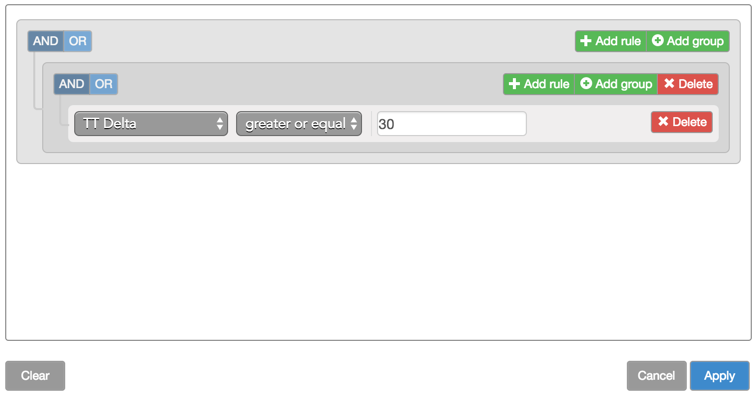 AND OR Add rule Add group
AND OR Add rule Add group Delete
TT Delta greater or equal 30 Delete
Clear Cancel Apply